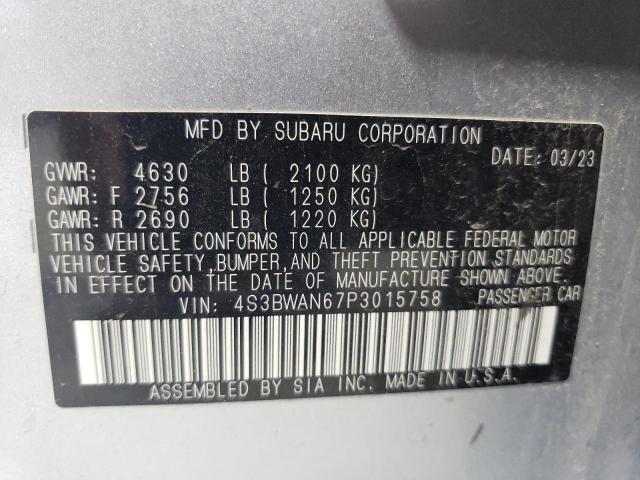 MFD BY SUBARU CORPORATION
DATE: 03/23
GVWR: 4630 LB ( 2100 KG)
GAWR: F 2756 LB ( 1250 KG)
GAWR: R 2690 LB ( 1220 KG)
THIS VEHICLE CONFORMS TO ALL APPLICABLE FEDERAL MOTOR
VEHICLE SAFETY,BUMPER,AND THEFT PREVENTION STANDARDS
IN EFFECT ON THE DATE OF MANUFACTURE SHOWN ABOVE.
VIN: 4S3BWAN67P3015758 PASSENGER CAR
ASSEMBLED BY SIA INC. MADE IN U.S.A.